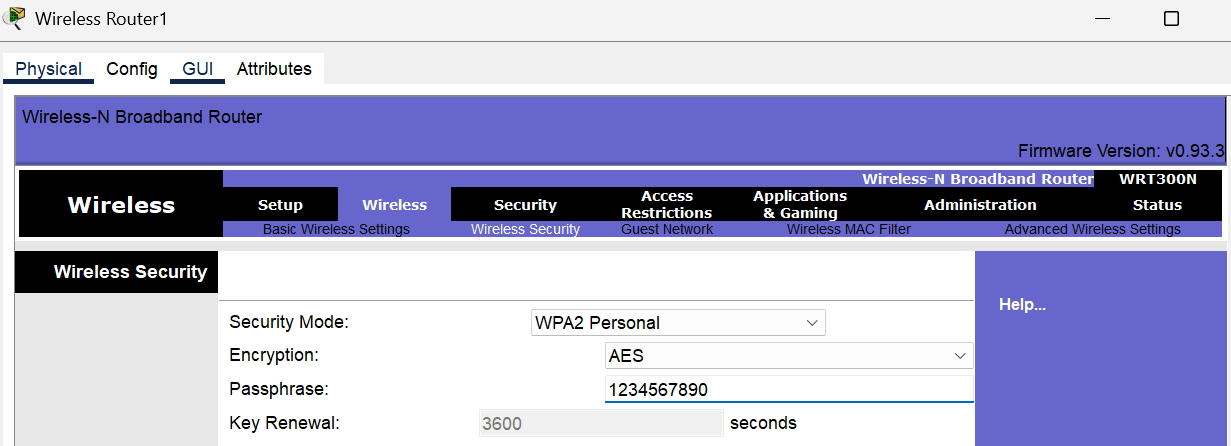 Wireless Router1
Physical Config GUI Attributes
Wireless-N Broadband Router
Firmware Version: v0.93.3
Wireless-N Broadband Router WRT300N
Wireless
Setup Wireless Security Access Restrictions Applications & Gaming Administration Status
Basic Wireless Settings Wireless Security Guest Network Wireless MAC Filter Advanced Wireless Settings
Wireless Security
Help...
Security Mode: WPA2 Personal
Encryption: AES
Passphrase: 1234567890
Key Renewal: 3600 seconds